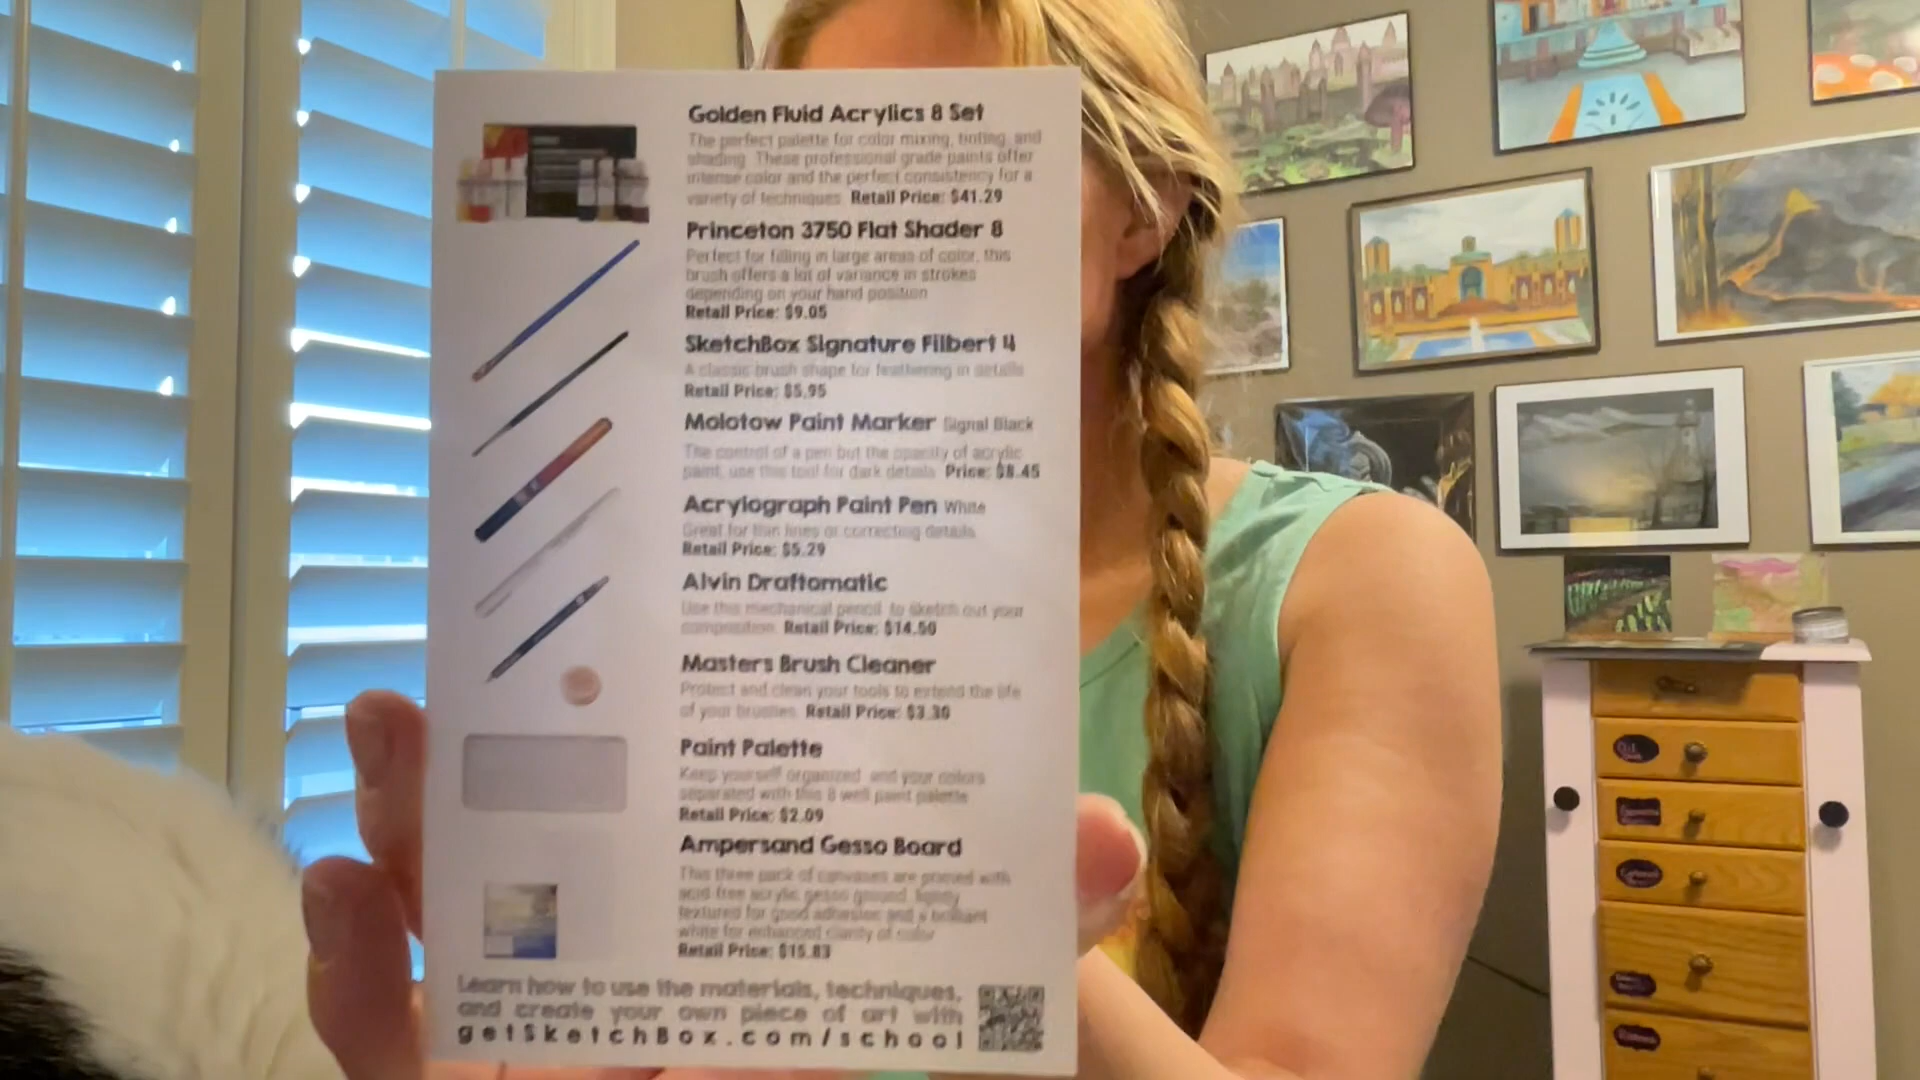 Golden Fluid Acrylics 8 Set
The perfect palette for color mixing, tinting, and
shading. These professional grade paints offer
intense color and the perfect consistency for a
variety of techniques. Retail Price: $41.29
Princeton 3750 Flat Shader 8
Perfect for filling in large areas of color, this
brush offers a lot of variance in strokes
depending on your hand position
Retail Price: $9.05
SketchBox Signature Filbert 4
A classic brush shape for feathering in details
Retail Price: $5.95
Molotow Paint Marker Signal Black
The control of a pen but the opacity of acrylic
paint, use this tool for dark details. Price: $8.45
Acrylograph Paint Pen White
Great for thin lines or correcting details.
Retail Price: $5.29
Alvin Draftomatic
Use this mechanical pencil to sketch out your
composition. Retail Price: $14.50
Masters Brush Cleaner
Protect and clean your tools to extend the life
of your brushes. Retail Price: $3.30
Paint Palette
Keep yourself organized and your colors
separated with this 8 well paint palette
Retail Price: $2.09
Ampersand Gesso Board
This three pack of canvases are primed with
acid free acrylic gesso ground, lightly
textured for good adhesion and a brilliant
white for enhanced clarity of color
Retail Price: $15.83
Learn how to use the materials, techniques,
and create your own piece of art with
getSketchBox.com/school
Oil